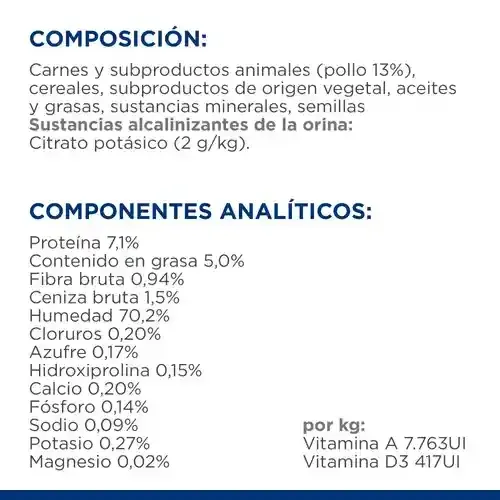 COMPOSICIÓN:
Carnes y subproductos animales (pollo 13%),
cereales, subproductos de origen vegetal, aceites
y grasas, sustancias minerales, semillas
Sustancias alcalinizantes de la orina:
Citrato potásico (2 g/kg).
COMPONENTES ANALÍTICOS:
Proteína 7,1%
Contenido en grasa 5,0%
Fibra bruta 0,94%
Ceniza bruta 1,5%
Humedad 70,2%
Cloruros 0,20%
Azufre 0,17%
Hidroxiprolina 0,15%
Calcio 0,20%
Fósforo 0,14%
Sodio 0,09%
Potasio 0,27%
Magnesio 0,02%
por kg:
Vitamina A 7.763UI
Vitamina D3 417UI